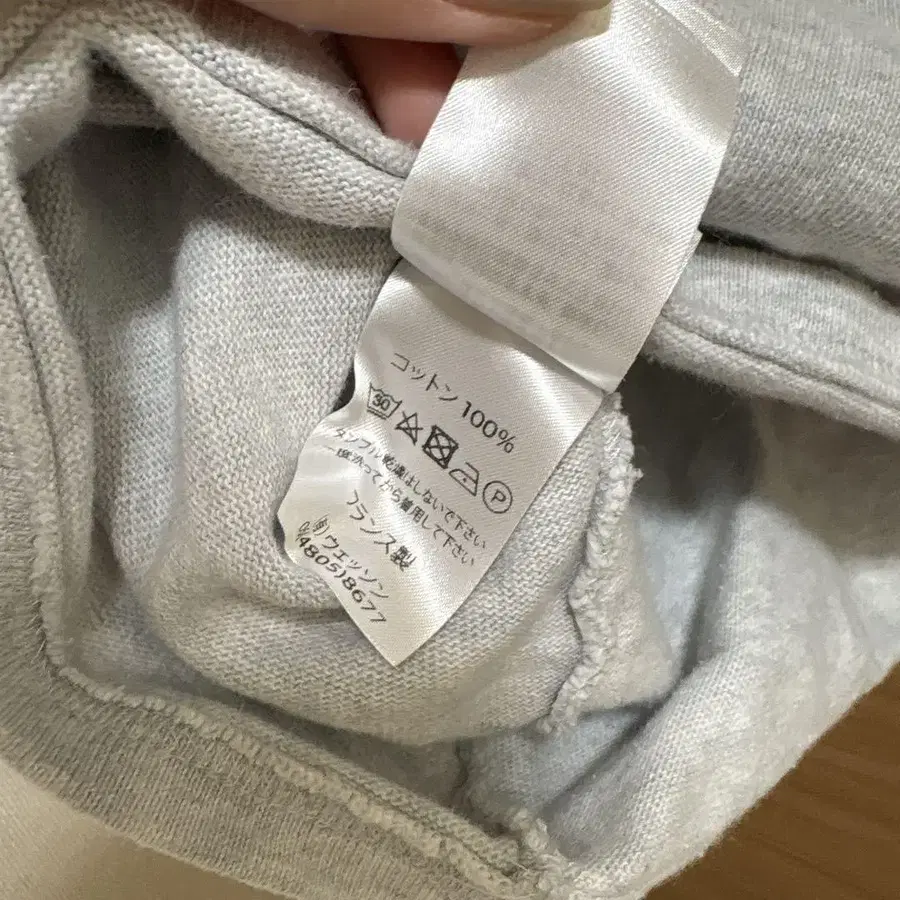 コットン 100%
30 P
タンブル乾燥はしないで下さい
一度洗ってから着用して下さい
フランス製
ウエッソン
(4805)8677